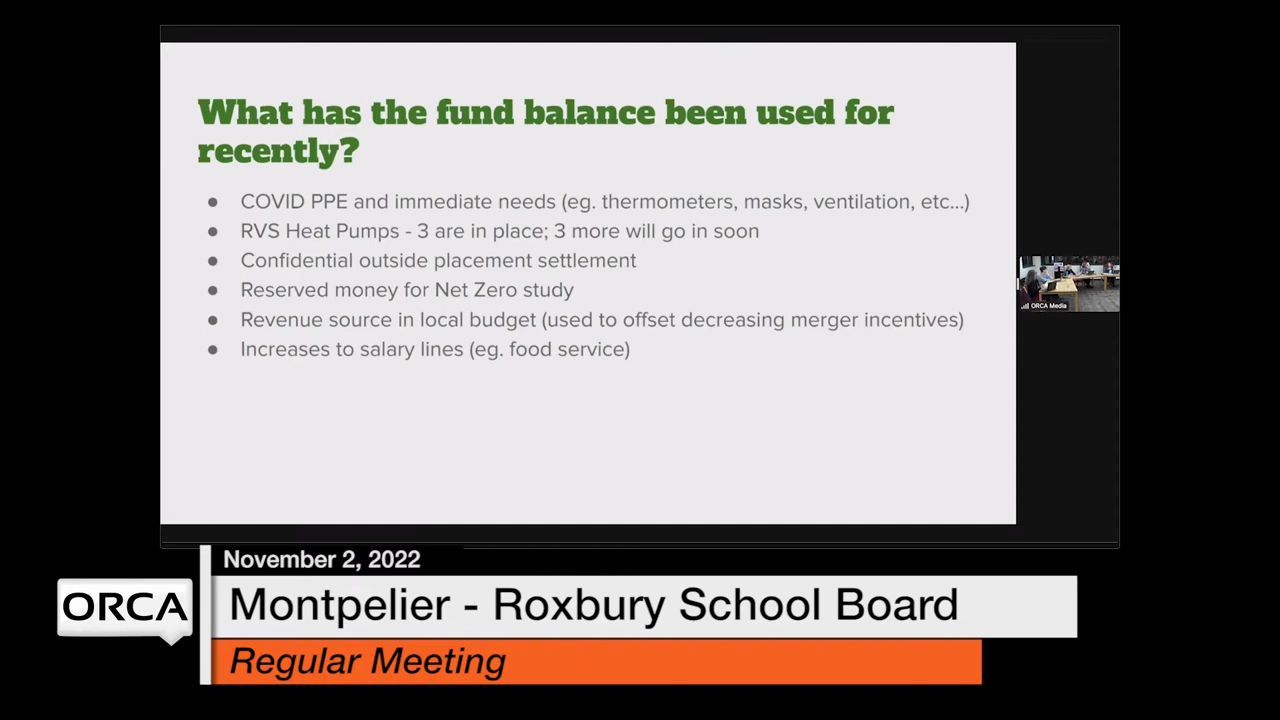 What has the fund balance been used for
recently?
● COVID PPE and immediate needs (eg. thermometers, masks, ventilation, etc...)
● RVS Heat Pumps - 3 are in place; 3 more will go in soon
● Confidential outside placement settlement
● Reserved money for Net Zero study
● Revenue source in local budget (used to offset decreasing merger incentives)
● Increases to salary lines (eg. food service)
ORCA Media
November 2, 2022
ORCA
Montpelier - Roxbury School Board
Regular Meeting